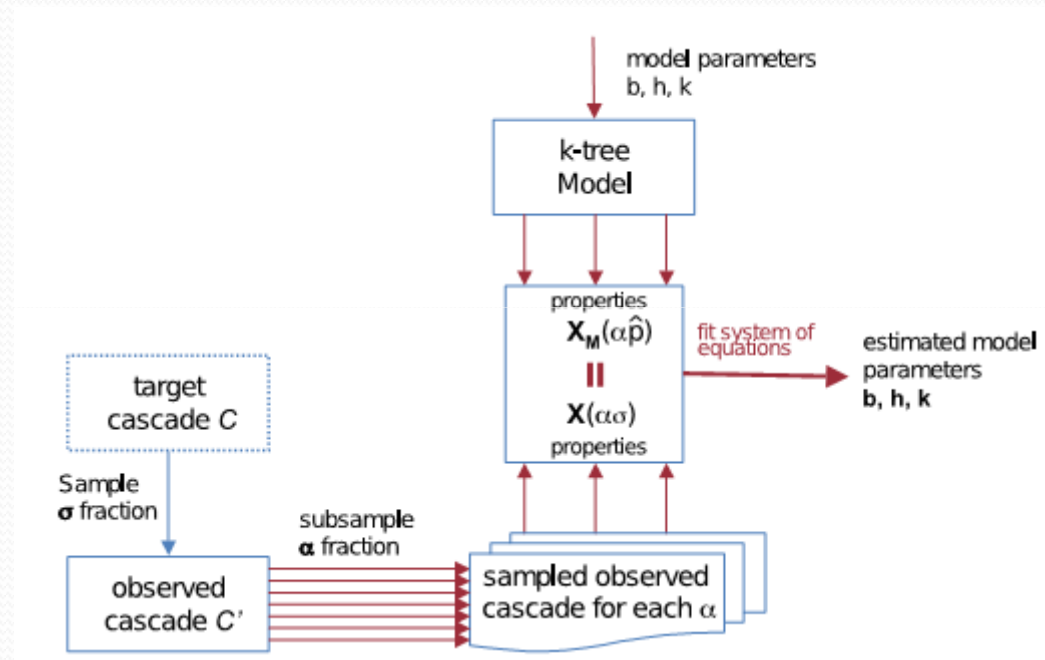 model parameters
b, h, k
k-tree
Model
properties
X_M(αp̂)
=
X(ασ)
properties
fit system of
equations
estimated model
parameters
b, h, k
target
cascade C
Sample
σ fraction
subsample
α fraction
observed
cascade C'
sampled observed
cascade for each α